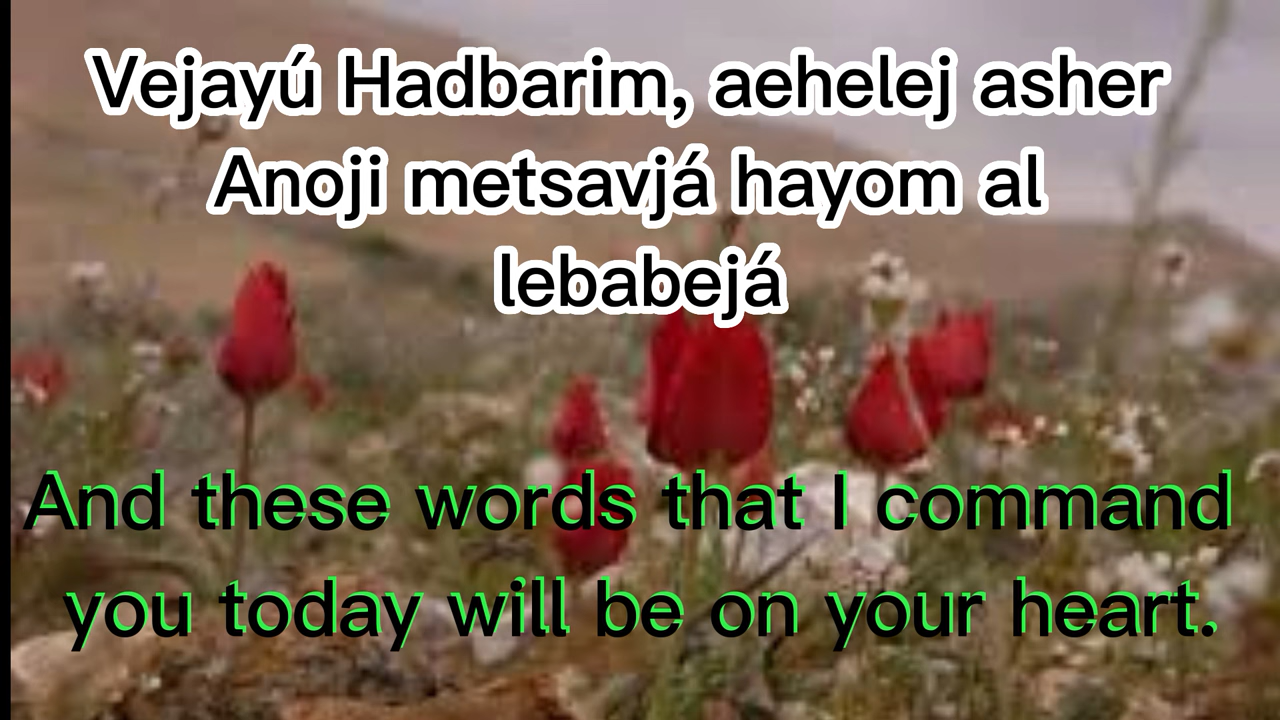 Vejayú Hadbarim, aehelej asher
Anoji metsavjá hayom al
lebabejá
And these words that I command
you today will be on your heart.